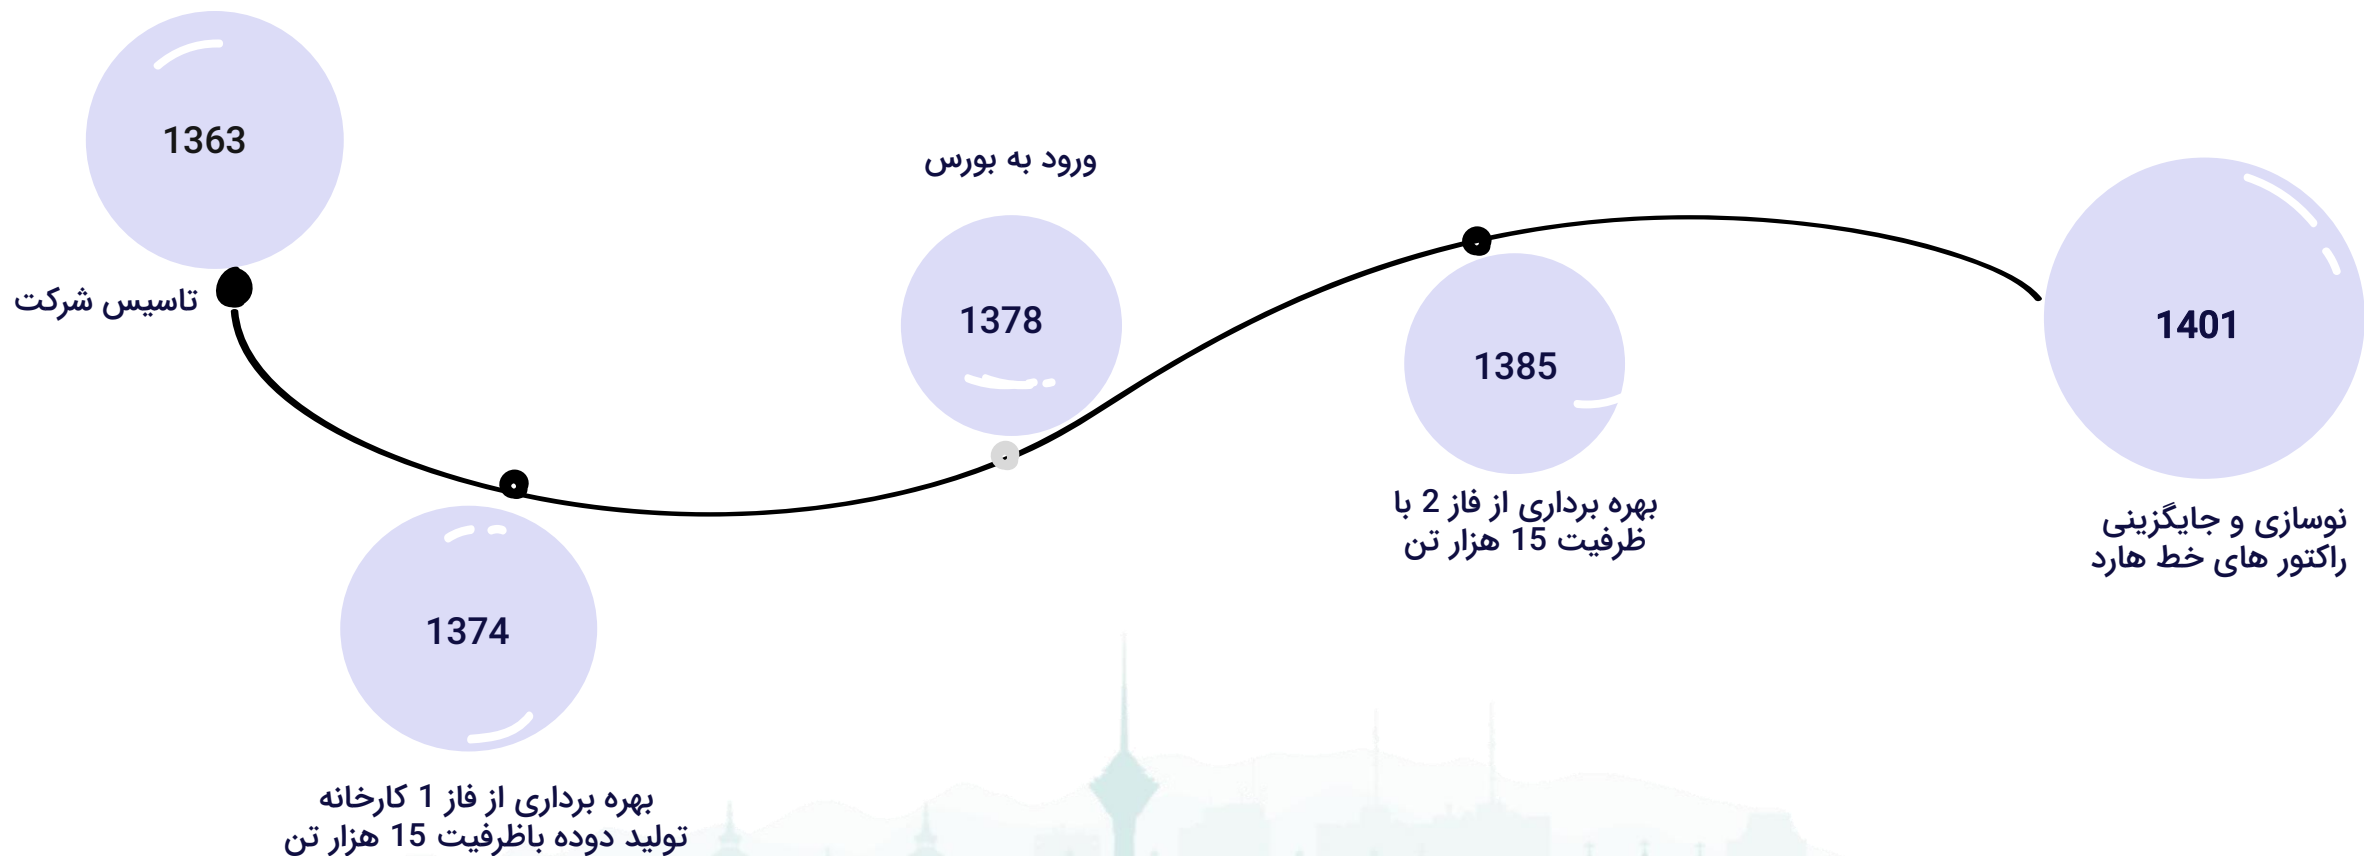 1363
تاسیس شرکت
1374
بهره برداری از فاز 1 کارخانه
تولید دوده باظرفیت 15 هزار تن
ورود به بورس
1378
1385
بهره برداری از فاز 2 با
ظرفیت 15 هزار تن
1401
نوسازی و جایگزینی
راکتور های خط هارد